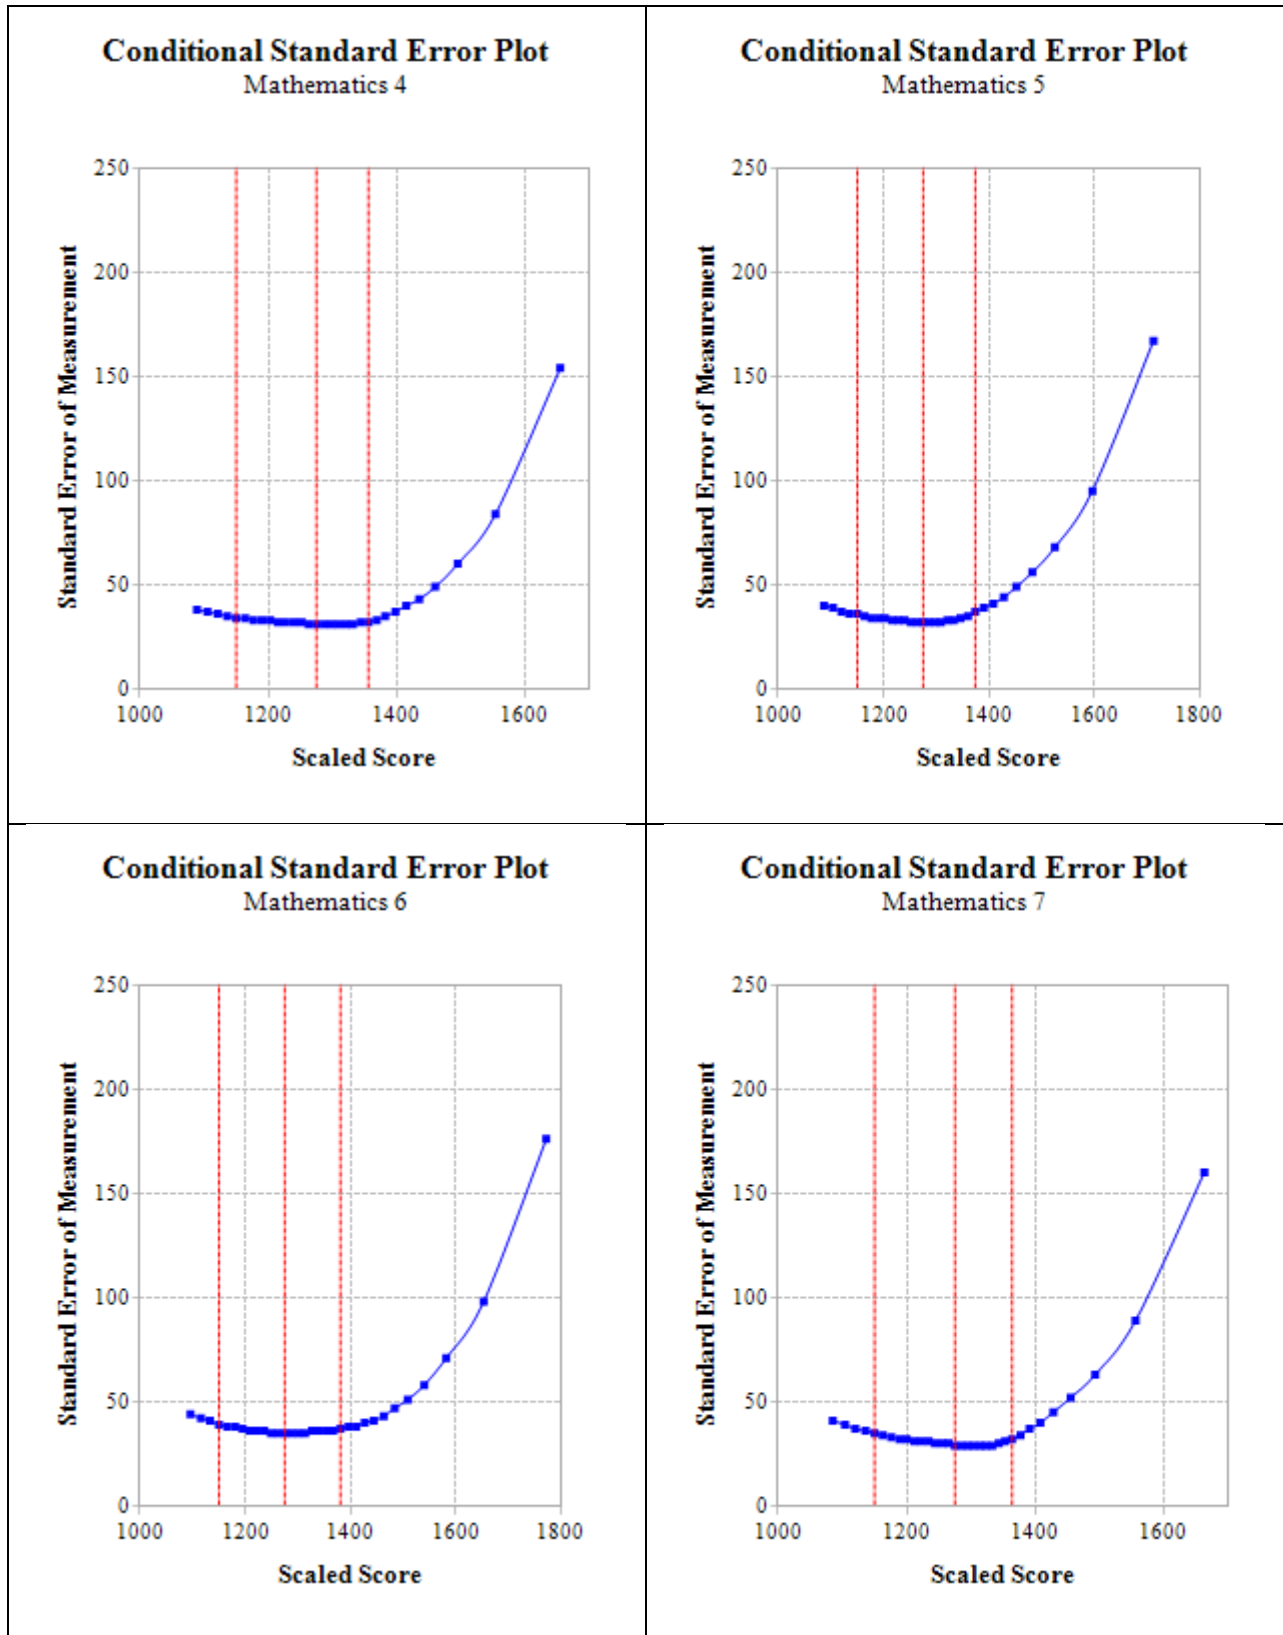 Conditional Standard Error Plot
Mathematics 4
Standard Error of Measurement
250
200
150
100
50
0
1000 1200 1400 1600
Scaled Score
Conditional Standard Error Plot
Mathematics 5
Standard Error of Measurement
250
200
150
100
50
0
1000 1200 1400 1600 1800
Scaled Score
Conditional Standard Error Plot
Mathematics 6
Standard Error of Measurement
250
200
150
100
50
0
1000 1200 1400 1600 1800
Scaled Score
Conditional Standard Error Plot
Mathematics 7
Standard Error of Measurement
250
200
150
100
50
0
1000 1200 1400 1600
Scaled Score